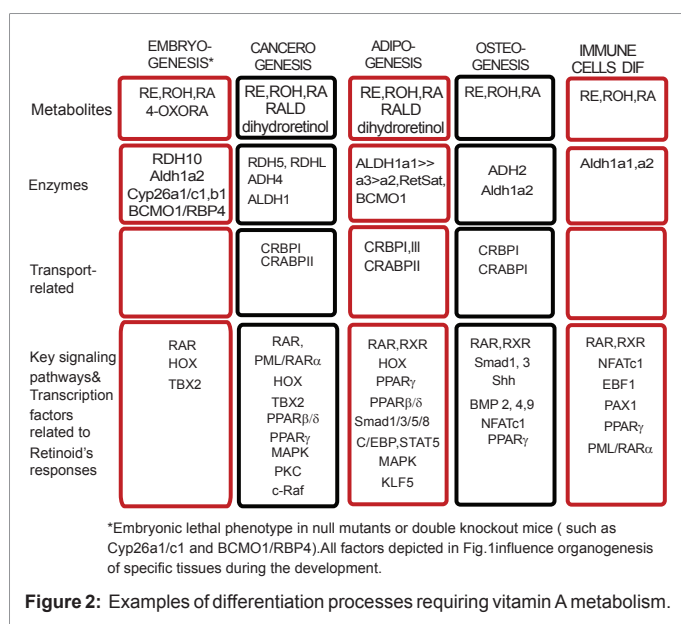 EMBRYO-
GENESIS*
CANCERO
GENESIS
ADIPO-
GENESIS
OSTEO-
GENESIS
IMMUNE
CELLS DIF
Metabolites
RE,ROH,RA
4-OXORA
RE,ROH,RA
RALD
dihydroretinol
RE,ROH,RA
RALD
dihydroretinol
RE,ROH,RA
RE,ROH,RA
Enzymes
RDH10
Aldh1a2
Cyp26a1/c1,b1
BCMO1/RBP4
RDH5, RDHL
ADH4
ALDH1
ALDH1a1>>
a3>a2,RetSat,
BCMO1
ADH2
Aldh1a2
Aldh1a1,a2
Transport-
related
CRBPI
CRABPII
CRBPI,III
CRABPII
CRBPI
CRABPI
Key signaling
pathways&
Transcription
factors
related to
Retinoid's
responses
RAR
HOX
TBX2
RAR,
PML/RARα
HOX
TBX2
PPARβ/δ
PPARγ
MAPK
PKC
c-Raf
RAR,RXR
HOX
PPARγ
PPARβ/δ
Smad1/3/5/8
C/EBP,STAT5
MAPK
KLF5
RAR,RXR
Smad1, 3
Shh
BMP 2, 4,9
NFATc1
PPARγ
RAR,RXR
NFATc1
EBF1
PAX1
PPARγ
PML/RARα
*Embryonic lethal phenotype in null mutants or double knockout mice ( such as
Cyp26a1/c1 and BCMO1/RBP4).All factors depicted in Fig.1influence organogenesis
of specific tissues during the development.
Figure 2: Examples of differentiation processes requiring vitamin A metabolism.